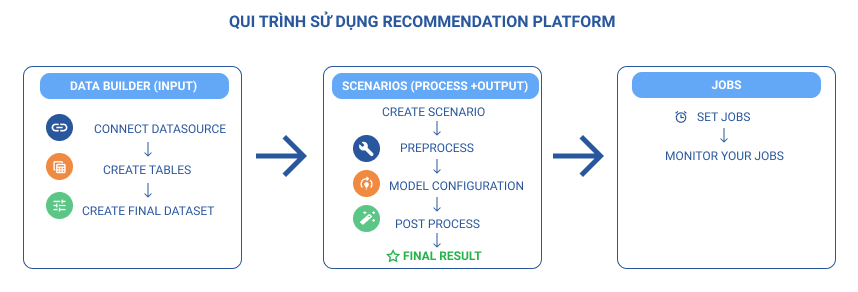 QUI TRÌNH SỬ DỤNG RECOMMENDATION PLATFORM
DATA BUILDER (INPUT)
CONNECT DATASOURCE
CREATE TABLES
CREATE FINAL DATASET
SCENARIOS (PROCESS +OUTPUT)
CREATE SCENARIO
PREPROCESS
MODEL CONFIGURATION
POST PROCESS
FINAL RESULT
JOBS
SET JOBS
MONITOR YOUR JOBS